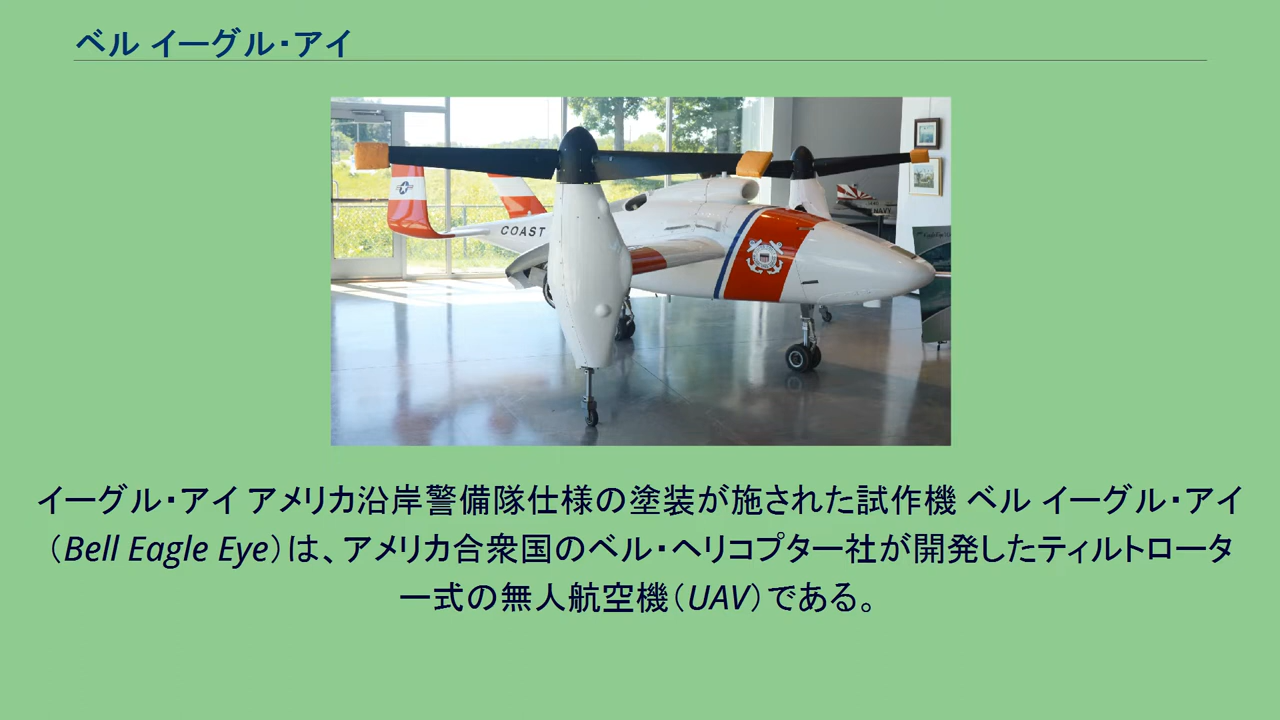 ベル イーグル・アイ
COAST
NAVY
イーグル・アイ アメリカ沿岸警備隊仕様の塗装が施された試作機 ベル イーグル・アイ
（Bell Eagle Eye）は、アメリカ合衆国のベル・ヘリコプター社が開発したティルトロータ
ー式の無人航空機（UAV）である。